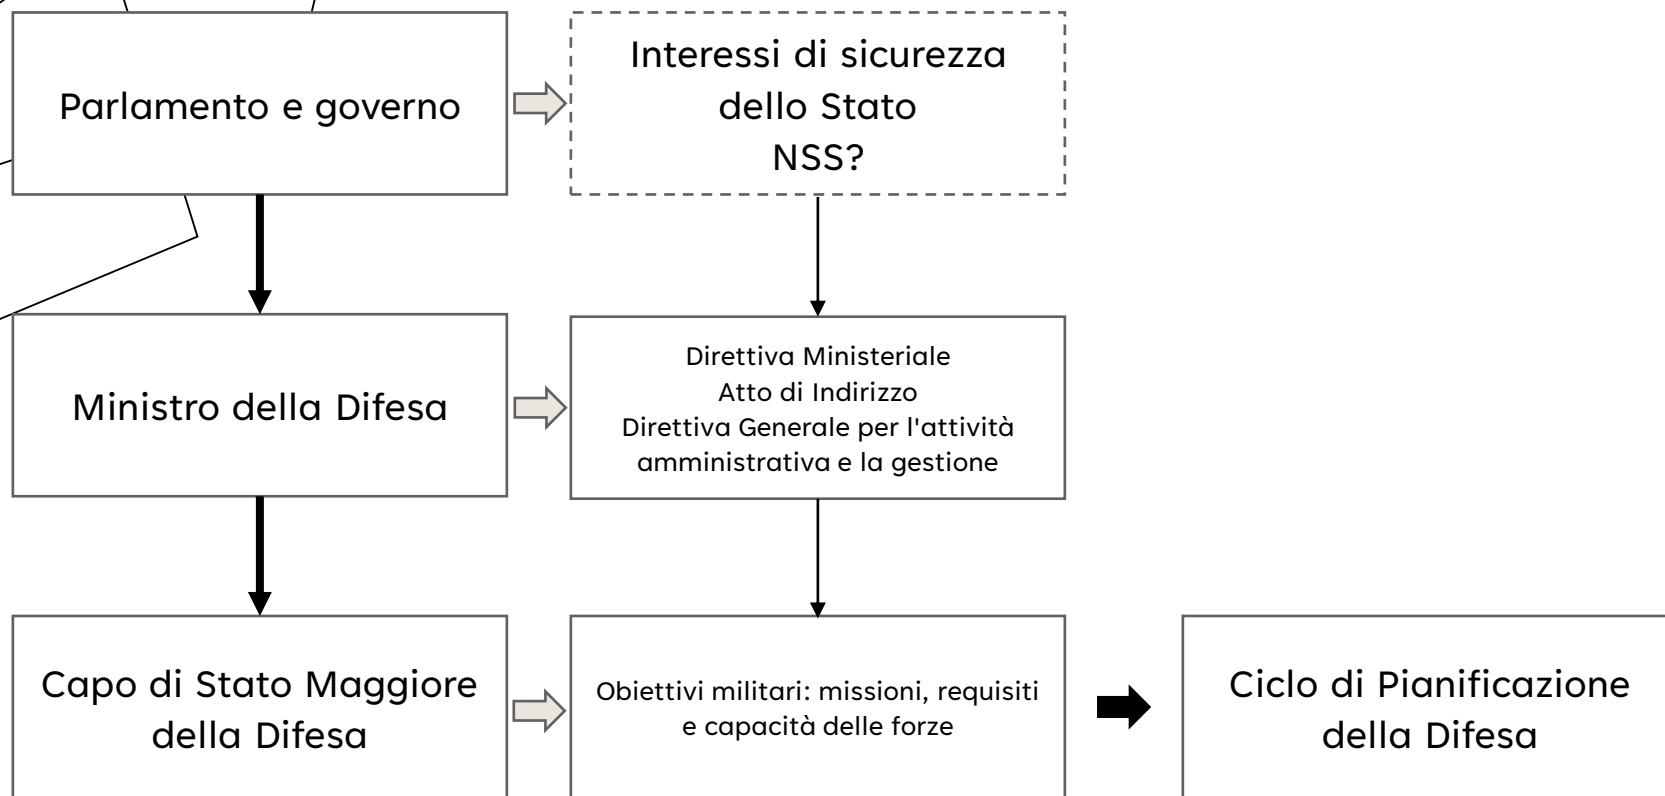 Parlamento e governo
Interessi di sicurezza
dello Stato
NSS?
Ministro della Difesa
Direttiva Ministeriale
Atto di Indirizzo
Direttiva Generale per l'attività
amministrativa e la gestione
Capo di Stato Maggiore
della Difesa
Obiettivi militari: missioni, requisiti
e capacità delle forze
Ciclo di Pianificazione
della Difesa